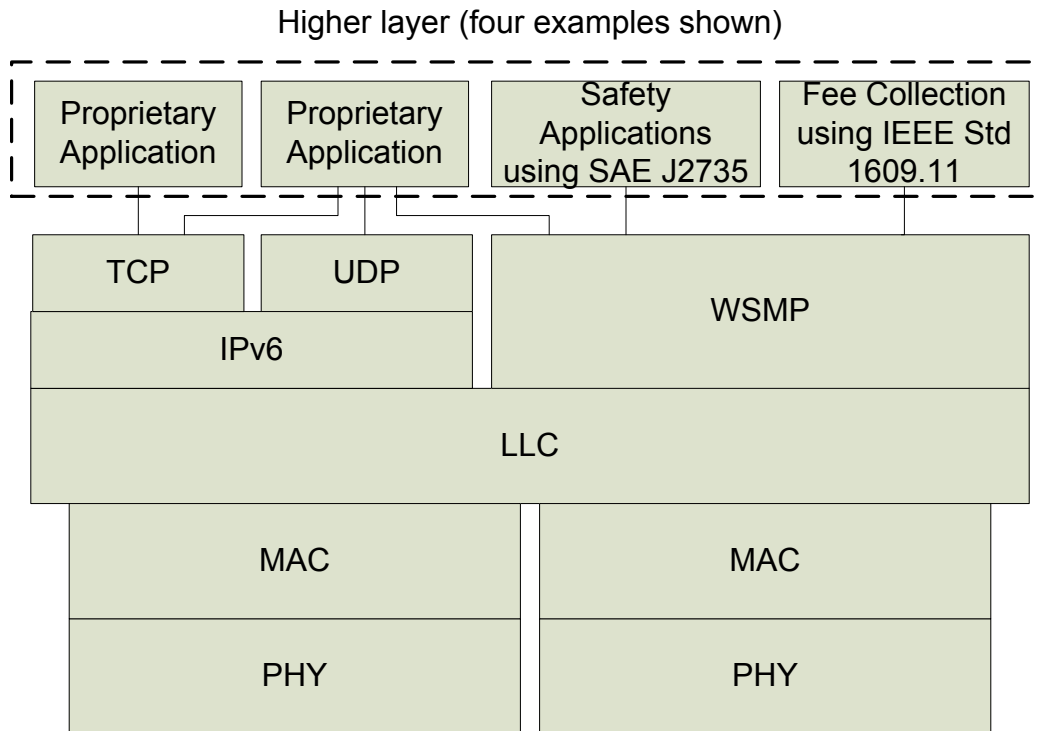 Higher layer (four examples shown)
Proprietary
Application
Proprietary
Application
Safety
Applications
using SAE J2735
Fee Collection
using IEEE Std
1609.11
TCP
UDP
WSMP
IPv6
LLC
MAC
MAC
PHY
PHY